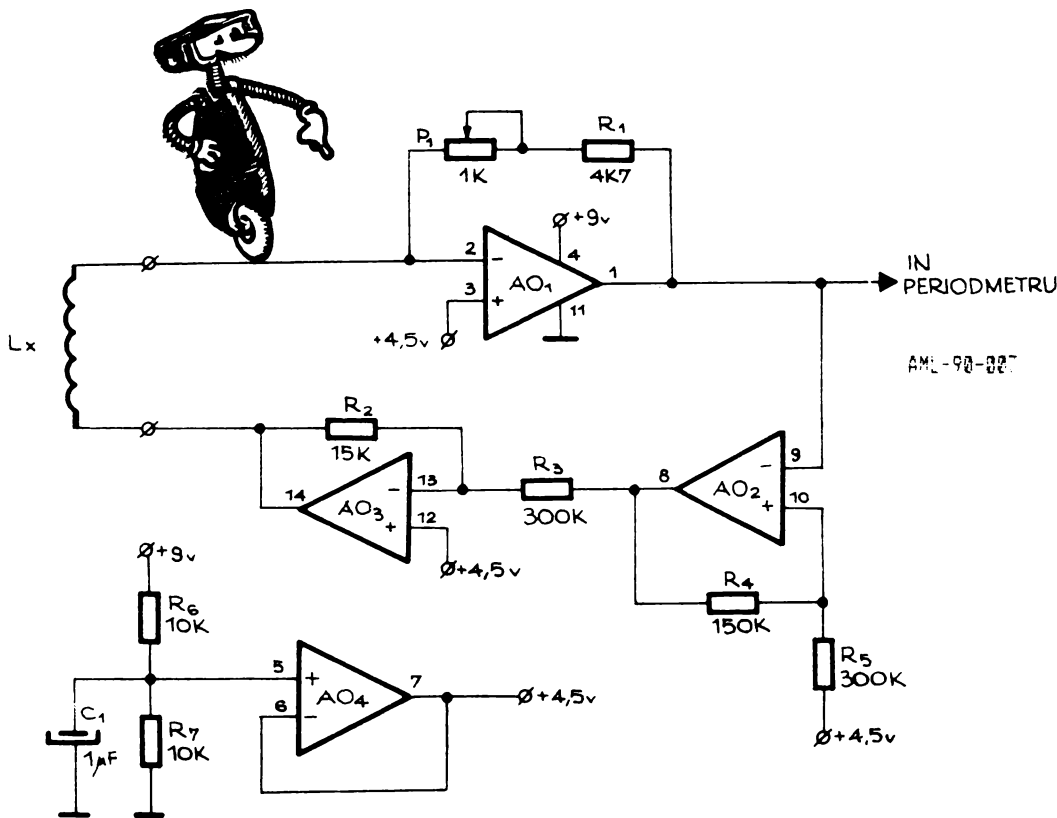 P1
1K
R1
4K7
+9v
2
-
4
AO1
1
3
+
11
+4,5v
IN
PERIODMETRU
Lx
R2
15K
14
AO3
-
13
+
12
+4,5v
R3
300K
8
AO2
-
9
+
10
R4
150K
R5
300K
+4,5v
+9v
R6
10K
C1
1µF
R7
10K
5
+
AO4
6
-
7
+4,5v